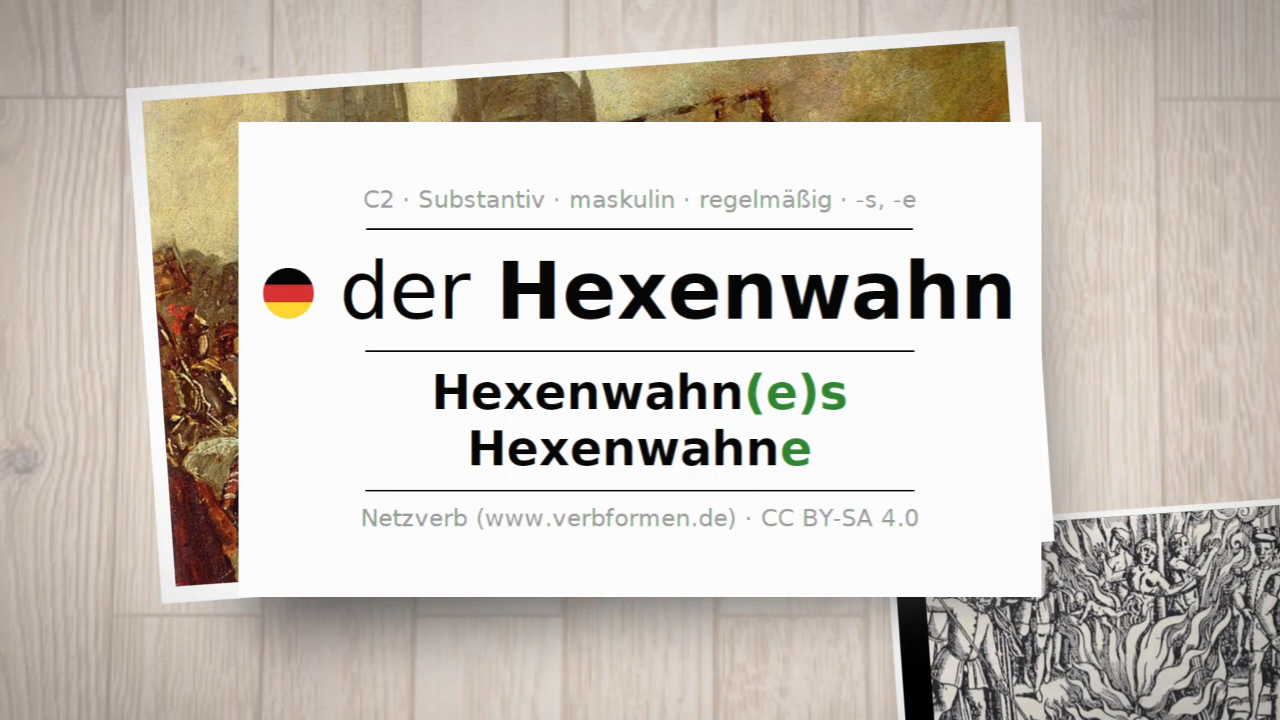 C2 · Substantiv · maskulin · regelmäßig · -s, -e
der Hexenwahn
Hexenwahn(e)s
Hexenwahne
Netzverb (www.verbformen.de) · CC BY-SA 4.0